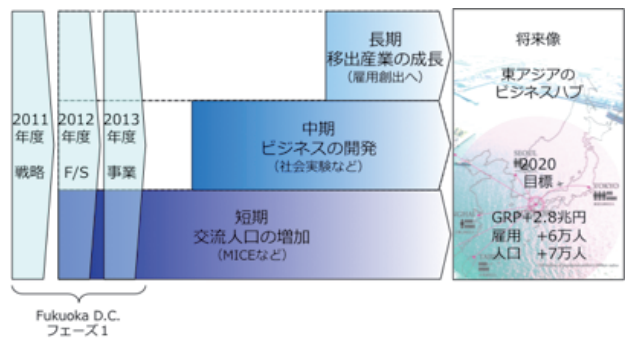 2011
年度
戦略
2012
年度
F/S
2013
年度
事業
長期
移出産業の成長
(雇用創出へ)
中期
ビジネスの開発
(社会実験など)
短期
交流人口の増加
(MICEなど)
将来像
東アジアの
ビジネスハブ
SEOUL
TOKYO
2020
目標
GRP+2.8兆円
雇用　+6万人
人口　+7万人
Fukuoka D.C.
フェーズ1